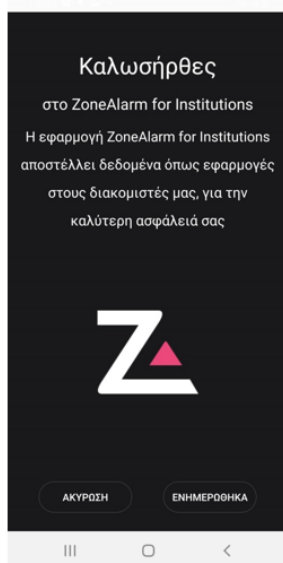 Καλωσήρθες
στο ZoneAlarm for Institutions
Η εφαρμογή ZoneAlarm for Institutions
αποστέλλει δεδομένα όπως εφαρμογές
στους διακομιστές μας, για την
καλύτερη ασφάλειά σας
ΑΚΥΡΩΣΗ
ΕΝΗΜΕΡΩΘΗΚΑ